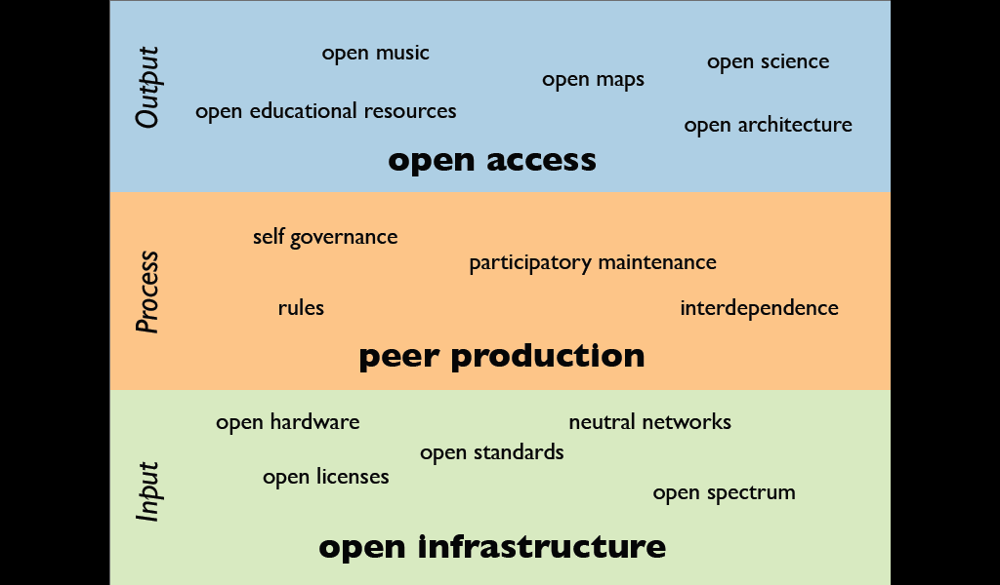 Output
open music
open science
open maps
open educational resources
open architecture
open access
Process
self governance
participatory maintenance
rules
interdependence
peer production
Input
open hardware
neutral networks
open standards
open licenses
open spectrum
open infrastructure